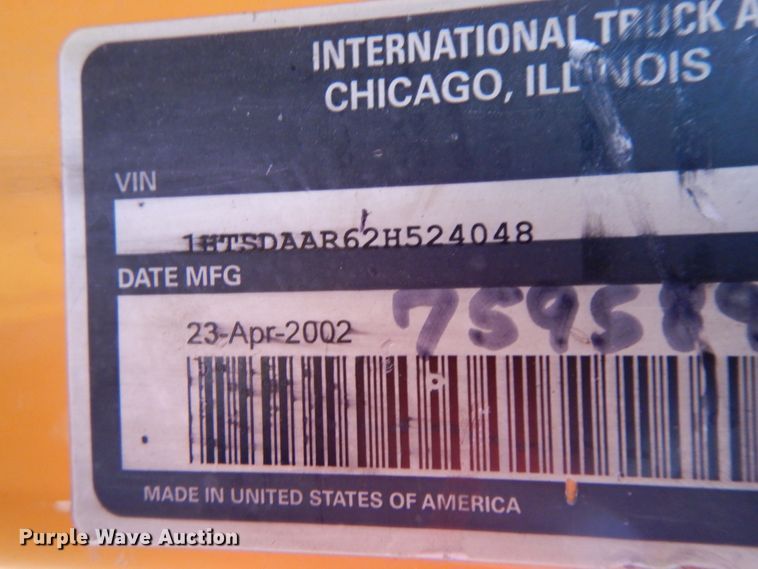 INTERNATIONAL TRUCK A
CHICAGO, ILLINOIS
VIN
1HTSDAAR62H524048
DATE MFG
759589
23-Apr-2002
MADE IN UNITED STATES OF AMERICA
Purple Wave Auction